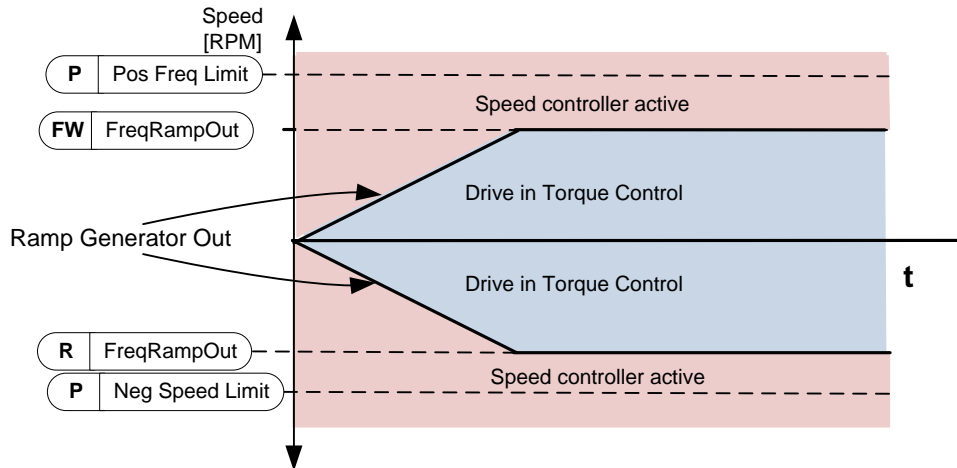 Speed
[RPM]
P Pos Freq Limit
Speed controller active
FW FreqRampOut
Drive in Torque Control
Ramp Generator Out
Drive in Torque Control
t
R FreqRampOut
Speed controller active
P Neg Speed Limit